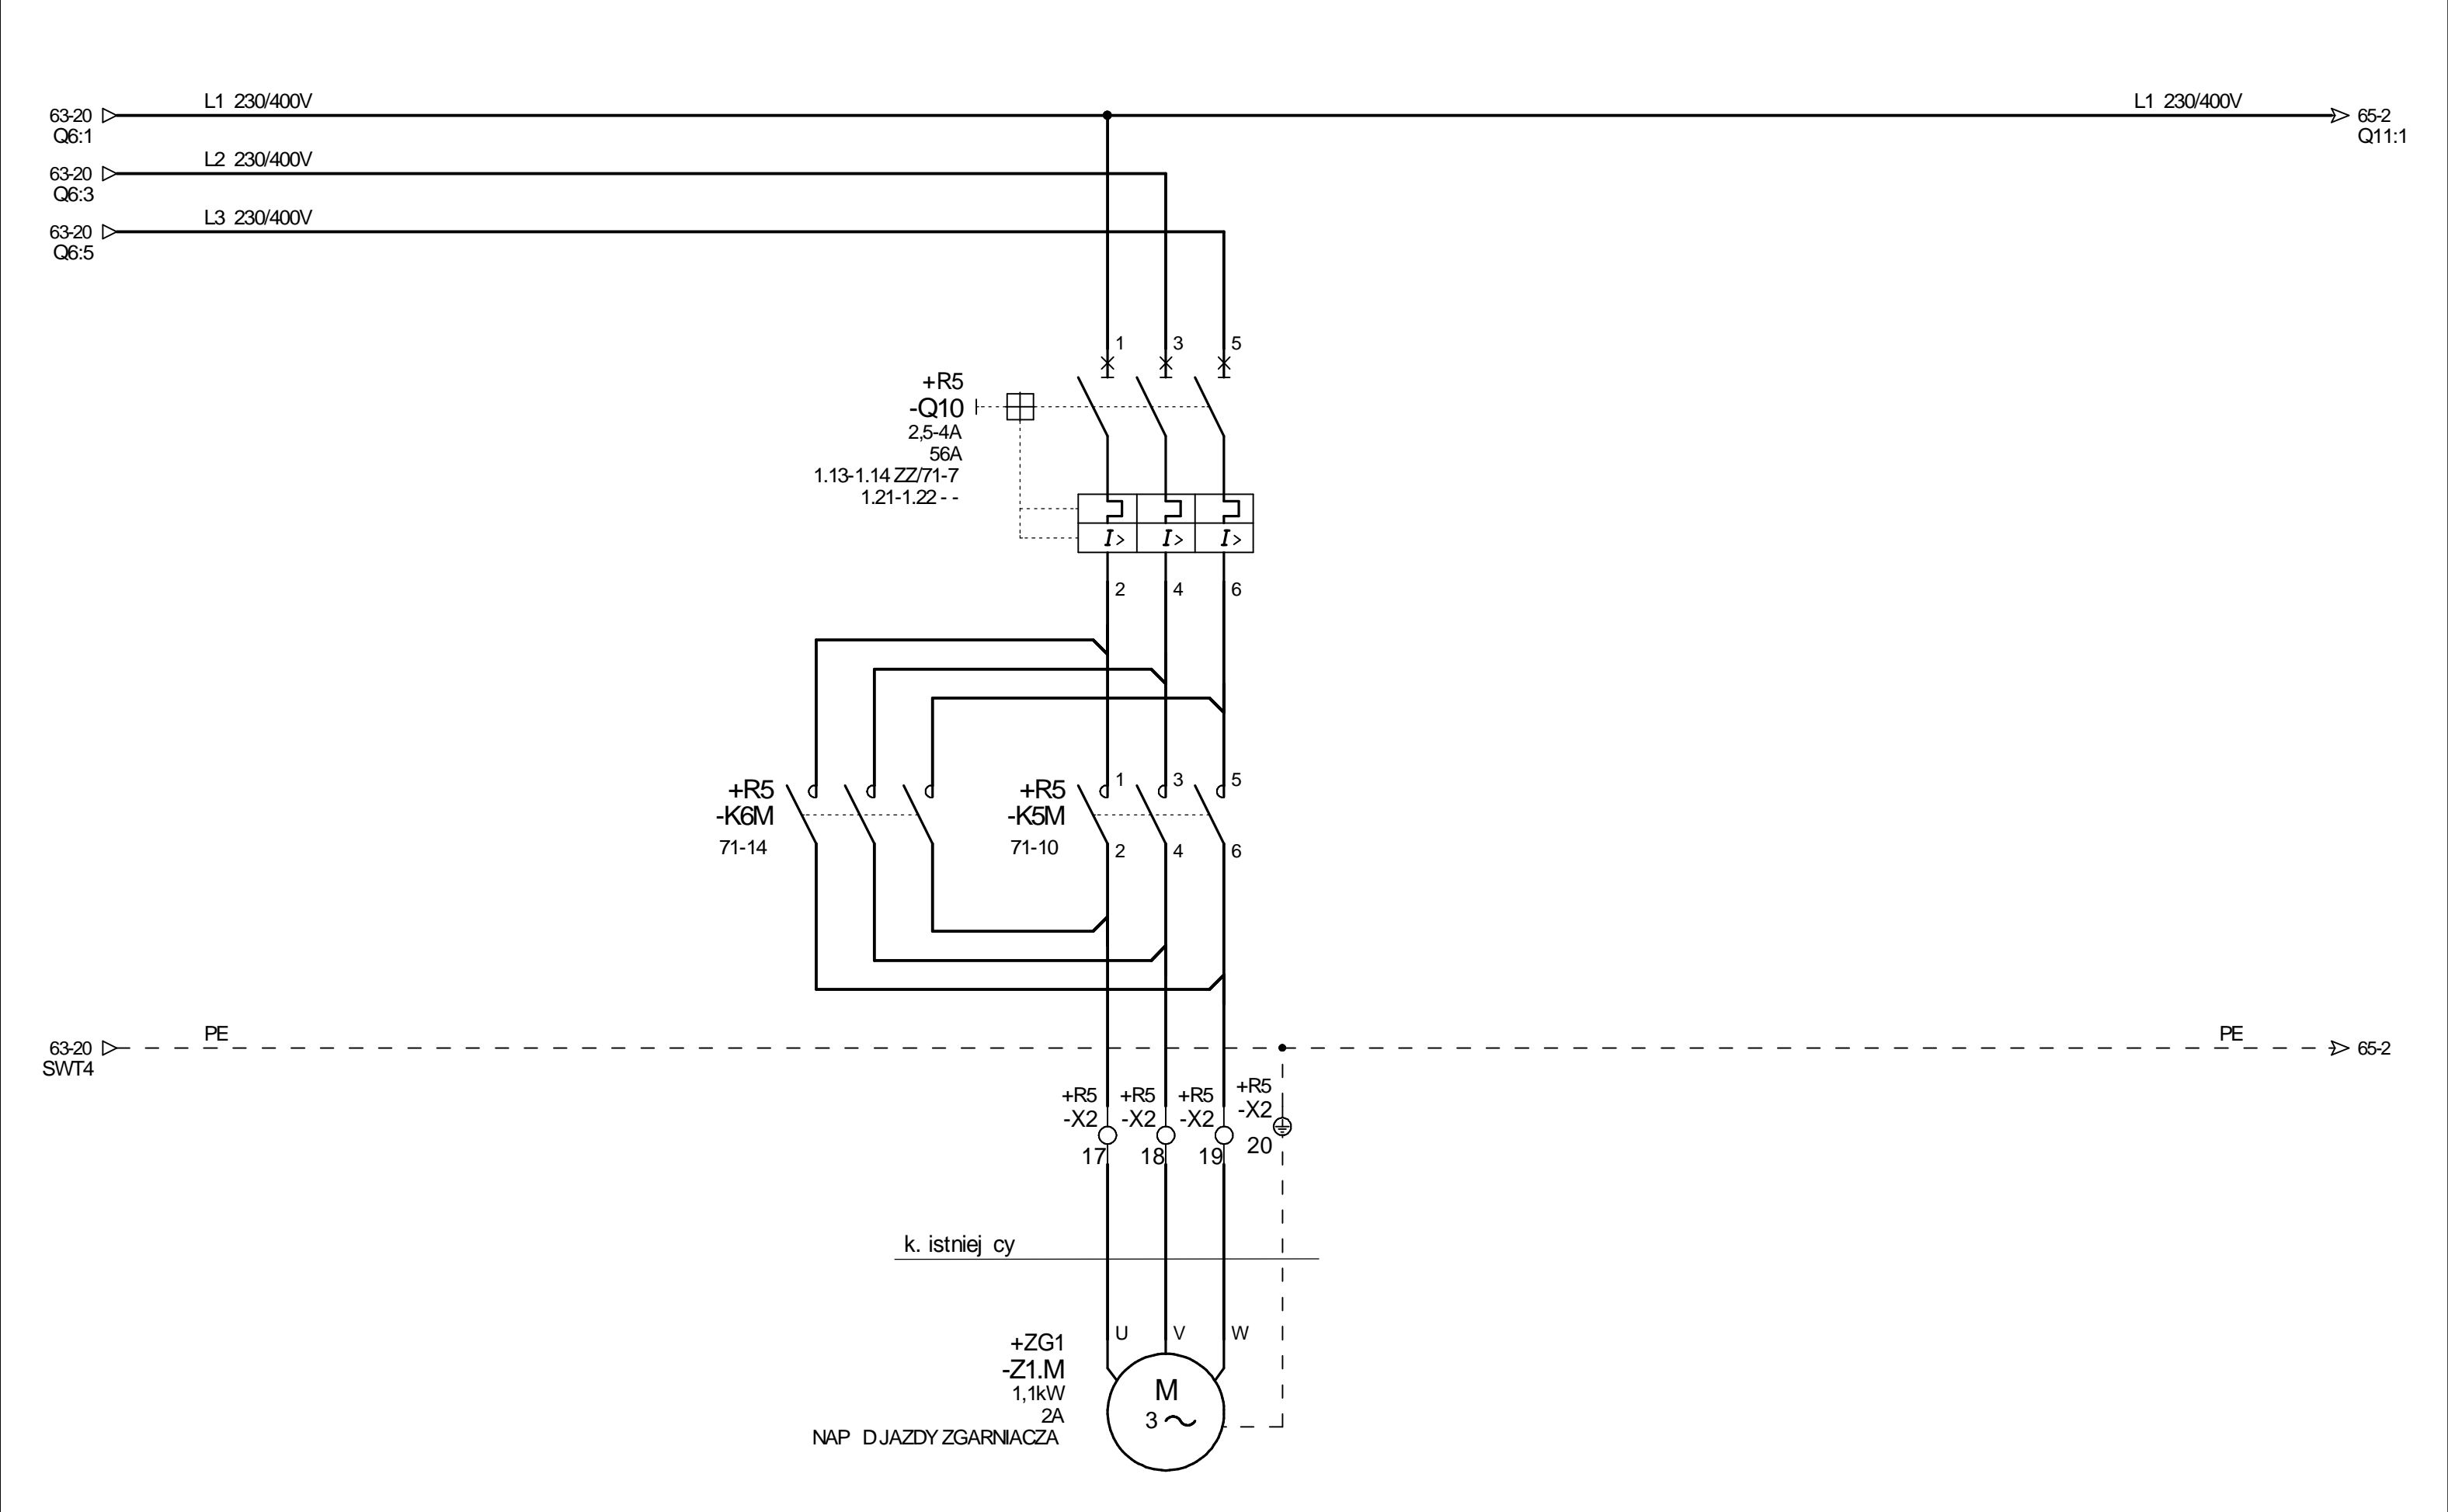 L1 230/400V
L1 230/400V
63-20
Q6:1
65-2
Q11:1
L2 230/400V
63-20
Q6:3
L3 230/400V
63-20
Q6:5
1
3
5
+R5
-Q10
2,5-4A
56A
1.13-1.14 ZZ/71-7
1.21-1.22 - -
I>
I>
I>
2
4
6
+R5
-K6M
71-14
+R5
-K5M
71-10
1
3
5
2
4
6
PE
PE
63-20
SWT4
65-2
+R5
-X2
17
+R5
-X2
18
+R5
-X2
19
+R5
-X2
20
k. istniej cy
U
V
W
+ZG1
-Z1.M
1,1kW
2A
NAP D JAZDY ZGARNIACZA
M
3